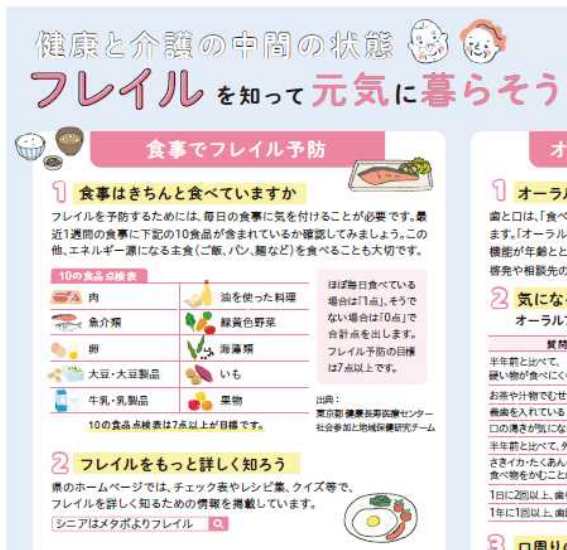 健康と介護の中間の状態
フレイルを知って元気に暮らそう
食事でフレイル予防
1 食事はきちんと食べていますか
フレイルを予防するためには、毎日の食事に気を付けることが必要です。最
近1週間の食事に下記の10食品が含まれているか確認してみましょう。この
他、エネルギー源になる主食(ご飯、パン、麺など)を食べることも大切です。
10の食品点検表
肉
油を使った料理
魚介類
緑黄色野菜
卵
海藻類
大豆・大豆製品
いも
牛乳・乳製品
果物
10の食品点検表は7点以上が目標です。
ほぼ毎日食べている
場合は「1点」、そうで
ない場合は「0点」で
合計点を出します。
フレイル予防の目標
は7点以上です。
出典:
東京都健康長寿医療センター
社会参加と地域保健研究チーム
2 フレイルをもっと詳しく知ろう
県のホームページでは、チェック表やレシピ集、クイズ等で、
フレイルを詳しく知るための情報を掲載しています。
シニアはメタボよりフレイル
オ
1 オーラル
歯と口は、「食べ
ます。「オーラル
機能が年齢とと
啓発や相談先の
2 気にな
オーラルフ
質問
半年前と比べて、
硬い物が食べにく
お茶や汁物でむせ
義歯を入れている
口の渇きが気にな
半年前と比べて、外
さきイカ・たくあん
食べ物をかむこと
1日に2回以上、歯
1年に1回以上、歯
3 口周りの